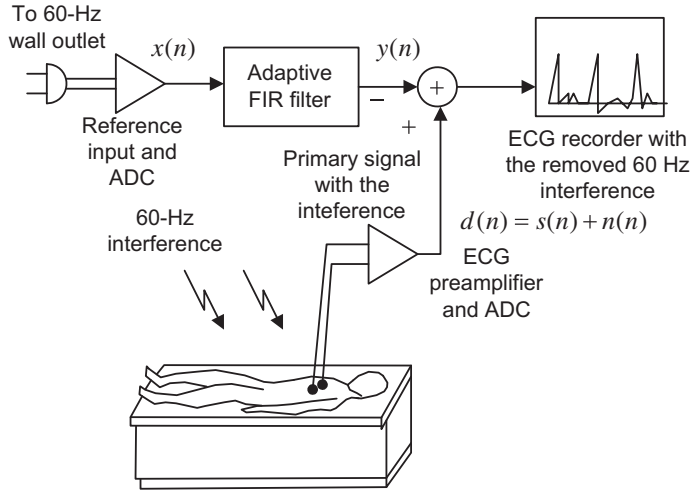 To 60-Hz
wall outlet
x(n)
y(n)
Adaptive
FIR filter
+
−
+
Reference
input and
ADC
Primary signal
with the
inteference
ECG recorder with
the removed 60 Hz
interference
60-Hz
interference
d(n) = s(n) + n(n)
ECG
preamplifier
and ADC